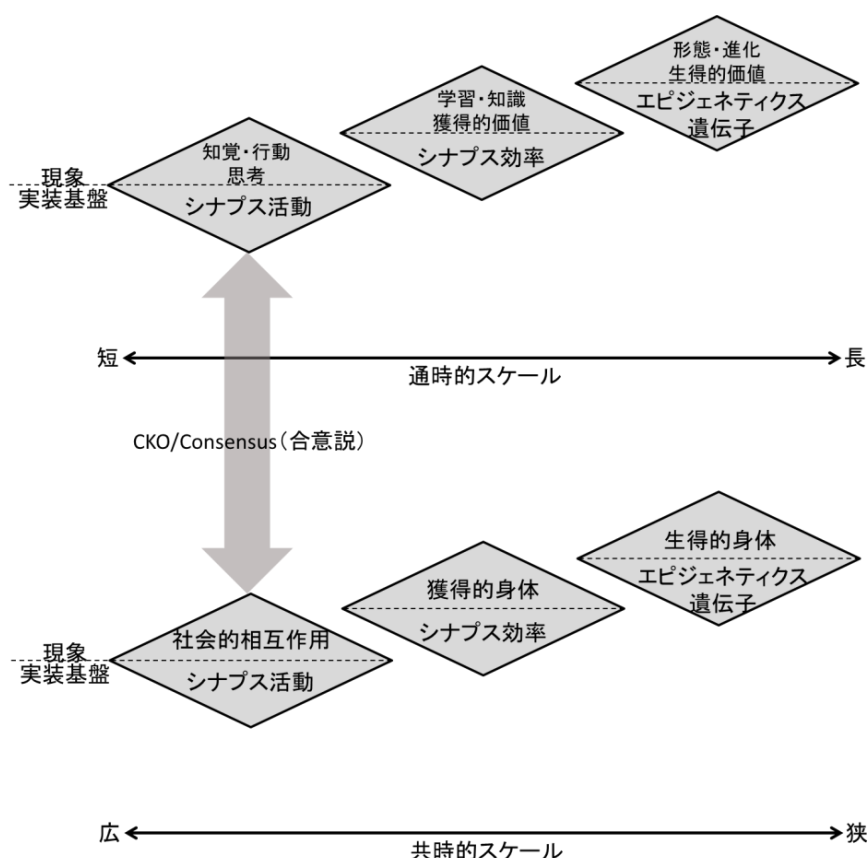 形態・進化
生得的価値
エピジェネティクス
遺伝子
学習・知識
獲得的価値
シナプス効率
知覚・行動
思考
シナプス活動
現象
実装基盤
短
長
通時的スケール
CKO/Consensus(合意説)
生得的身体
エピジェネティクス
遺伝子
獲得的身体
シナプス効率
社会的相互作用
シナプス活動
現象
実装基盤
広
狭
共時的スケール